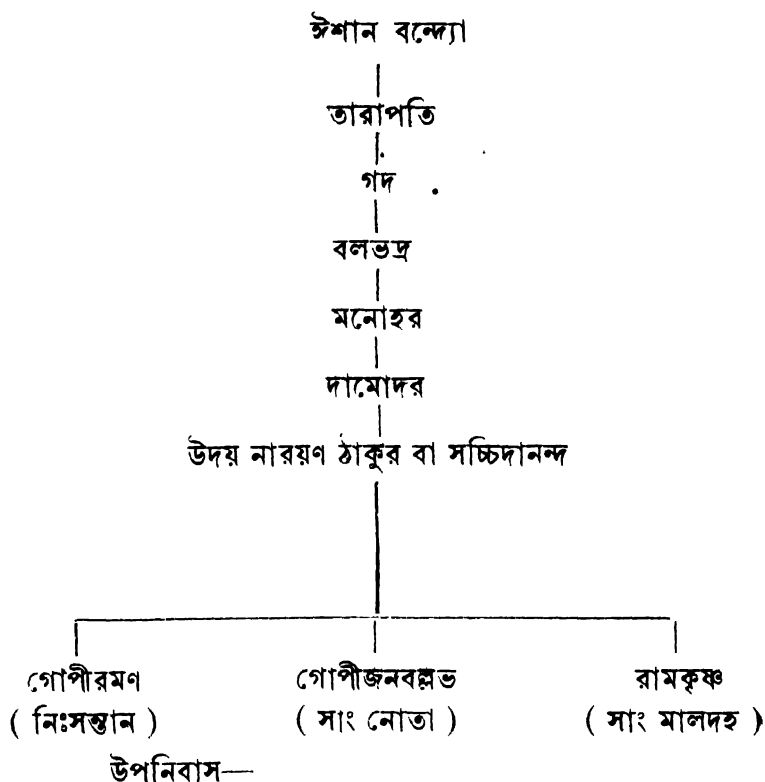 ঈশান বন্দ্যো
তারাপতি
গদ
বলভদ্র
মনোহর
দামোদর
উদয় নারয়ণ ঠাকুর বা সচ্চিদানন্দ
গোপীরমণ গোপীজনবল্লভ রামকৃষ্ণ
( নিঃসন্তান ) ( সাং নোতা ) ( সাং মালদহ )
উপনিবাস—